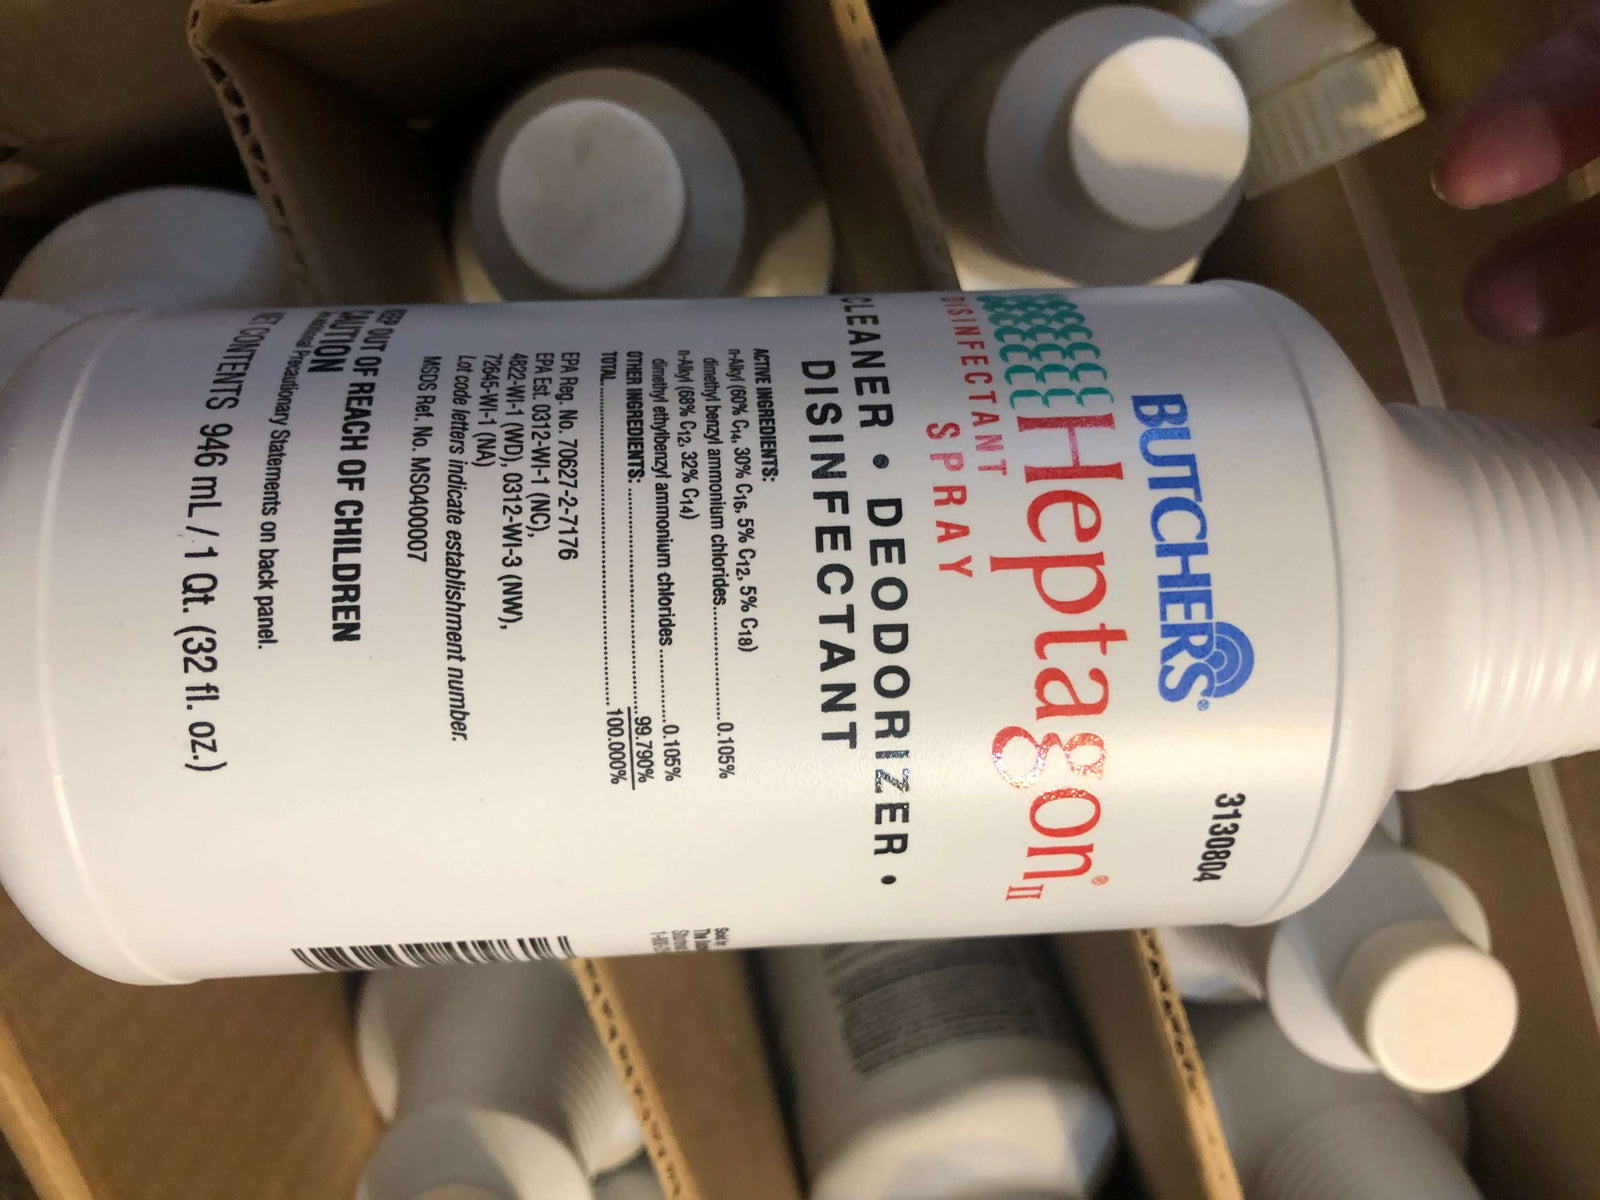 3130804
BUTCHER'S®
Heptagon® II
DISINFECTANT SPRAY
CLEANER • DEODORIZER •
DISINFECTANT
ACTIVE INGREDIENTS:
n-Alkyl (60% C14, 30% C16, 5% C12, 5% C18)
dimethyl benzyl ammonium chlorides..................0.105%
n-Alkyl (68% C12, 32% C14)
dimethyl ethylbenzyl ammonium chlorides..........0.105%
OTHER INGREDIENTS:....................................99.790%
TOTAL..........................................................100.000%
EPA Reg. No. 70627-2-7176
EPA Est. 0312-WI-1 (NC),
4822-WI-1 (WD), 0312-WI-3 (NW),
72645-WI-1 (NA)
Lot code letters indicate establishment number.
MSDS Ref. No. MS0400007
OUT OF REACH OF CHILDREN
CAUTION
Precautionary Statements on back panel.
CONTENTS 946 mL / 1 Qt. (32 fl. oz.)